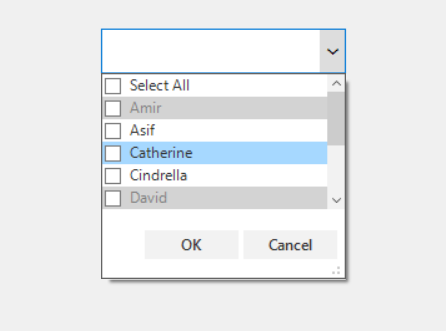 Select All
Amir
Asif
Catherine
Cindrella
David
OK Cancel